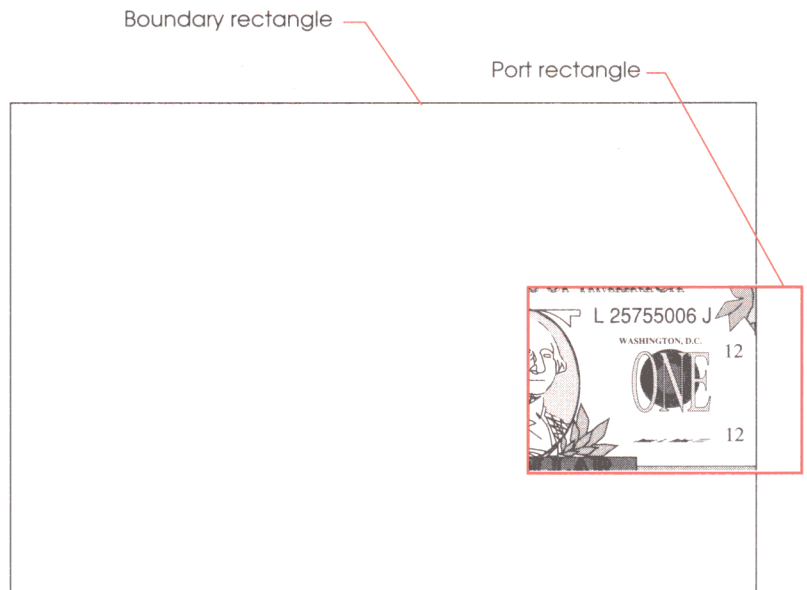 Boundary rectangle
Port rectangle
L 25755006 J
WASHINGTON, D.C.
12
ONE
12